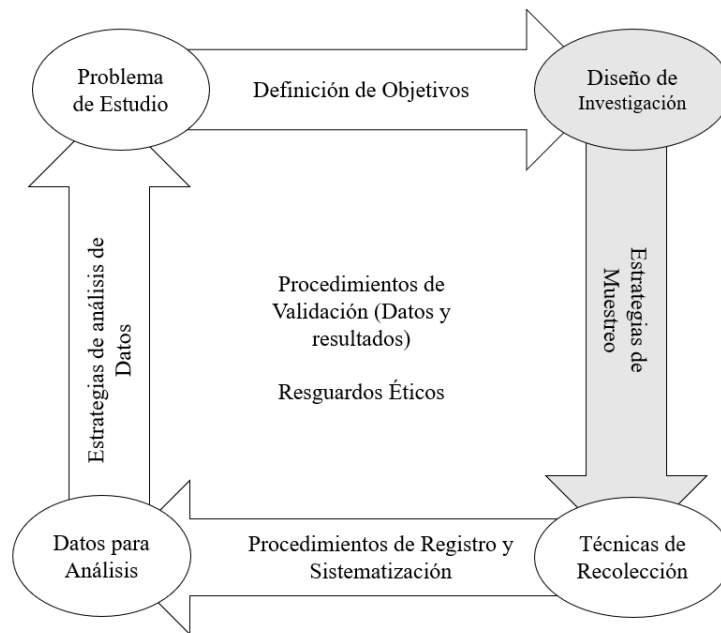 Problema
de Estudio
Definición de Objetivos
Diseño de
Investigación
Estrategias de análisis de
Datos
Procedimientos de
Validación (Datos y
resultados)
Resguardos Éticos
Estrategias de
Muestreo
Datos para
Análisis
Procedimientos de Registro y
Sistematización
Técnicas de
Recolección